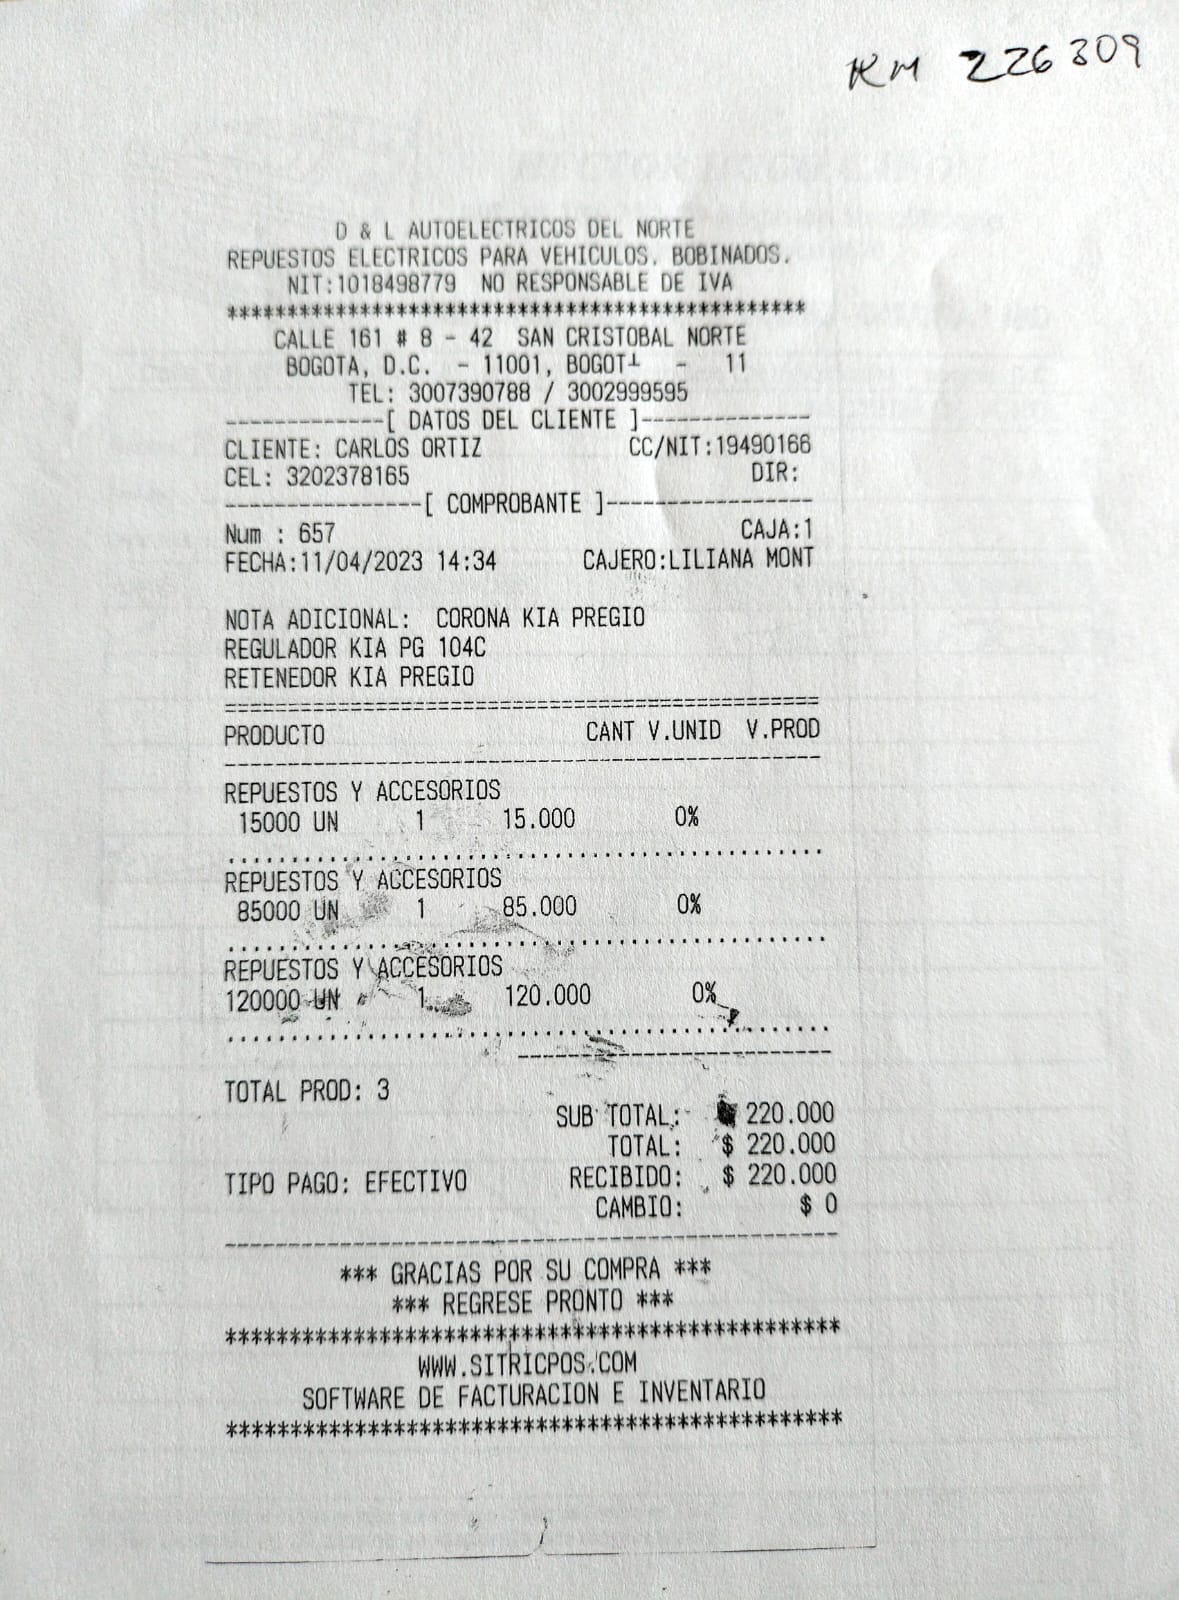 KM 226309
D & L AUTOELECTRICOS DEL NORTE
REPUESTOS ELECTRICOS PARA VEHICULOS. BOBINADOS.
NIT:1018498779 NO RESPONSABLE DE IVA
***********************************************
CALLE 161 # 8 - 42 SAN CRISTOBAL NORTE
BOGOTA, D.C. - 11001, BOGOT┴ - 11
TEL: 3007390788 / 3002999595
------------[ DATOS DEL CLIENTE ]-------------
CLIENTE: CARLOS ORTIZ CC/NIT:19490166
CEL: 3202378165 DIR:
---------------[ COMPROBANTE ]----------------
Num : 657 CAJA:1
FECHA:11/04/2023 14:34 CAJERO:LILIANA MONT
NOTA ADICIONAL: CORONA KIA PREGIO
REGULADOR KIA PG 104C
RETENEDOR KIA PREGIO
===============================================
PRODUCTO CANT V.UNID V.PROD
-----------------------------------------------
REPUESTOS Y ACCESORIOS
15000 UN 1 15.000 0%
...............................................
REPUESTOS Y ACCESORIOS
85000 UN 1 85.000 0%
...............................................
REPUESTOS Y ACCESORIOS
120000 UN 1 120.000 0%
...............................................
------------------------
TOTAL PROD: 3
SUB TOTAL: 220.000
TOTAL: $ 220.000
TIPO PAGO: EFECTIVO RECIBIDO: $ 220.000
CAMBIO: $ 0
-----------------------------------------------
*** GRACIAS POR SU COMPRA ***
*** REGRESE PRONTO ***
***********************************************
WWW.SITRICPOS.COM
SOFTWARE DE FACTURACION E INVENTARIO
***********************************************